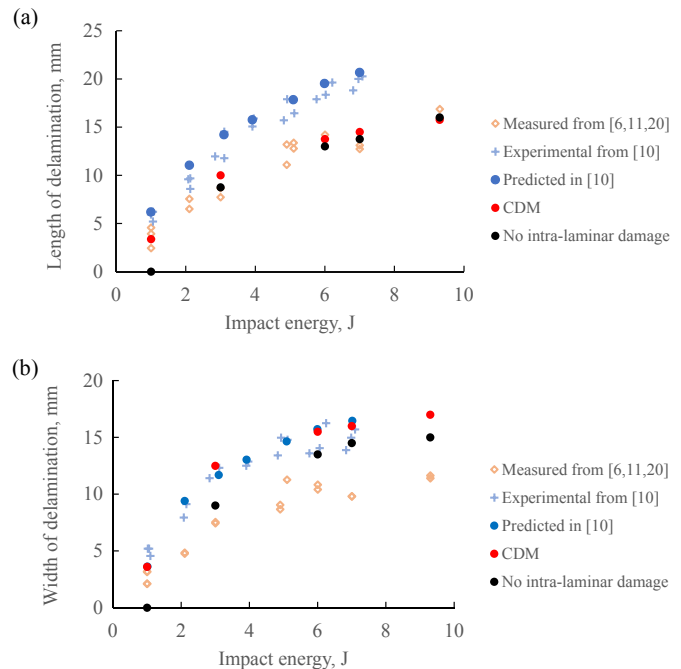 (a)
25
20
15
10
5
0
0 2 4 6 8 10
Length of delamination, mm
Impact energy, J
Measured from [6,11,20]
Experimental from [10]
Predicted in [10]
CDM
No intra-laminar damage
(b)
20
15
10
5
0
0 2 4 6 8 10
Width of delamination, mm
Impact energy, J
Measured from [6,11,20]
Experimental from [10]
Predicted in [10]
CDM
No intra-laminar damage